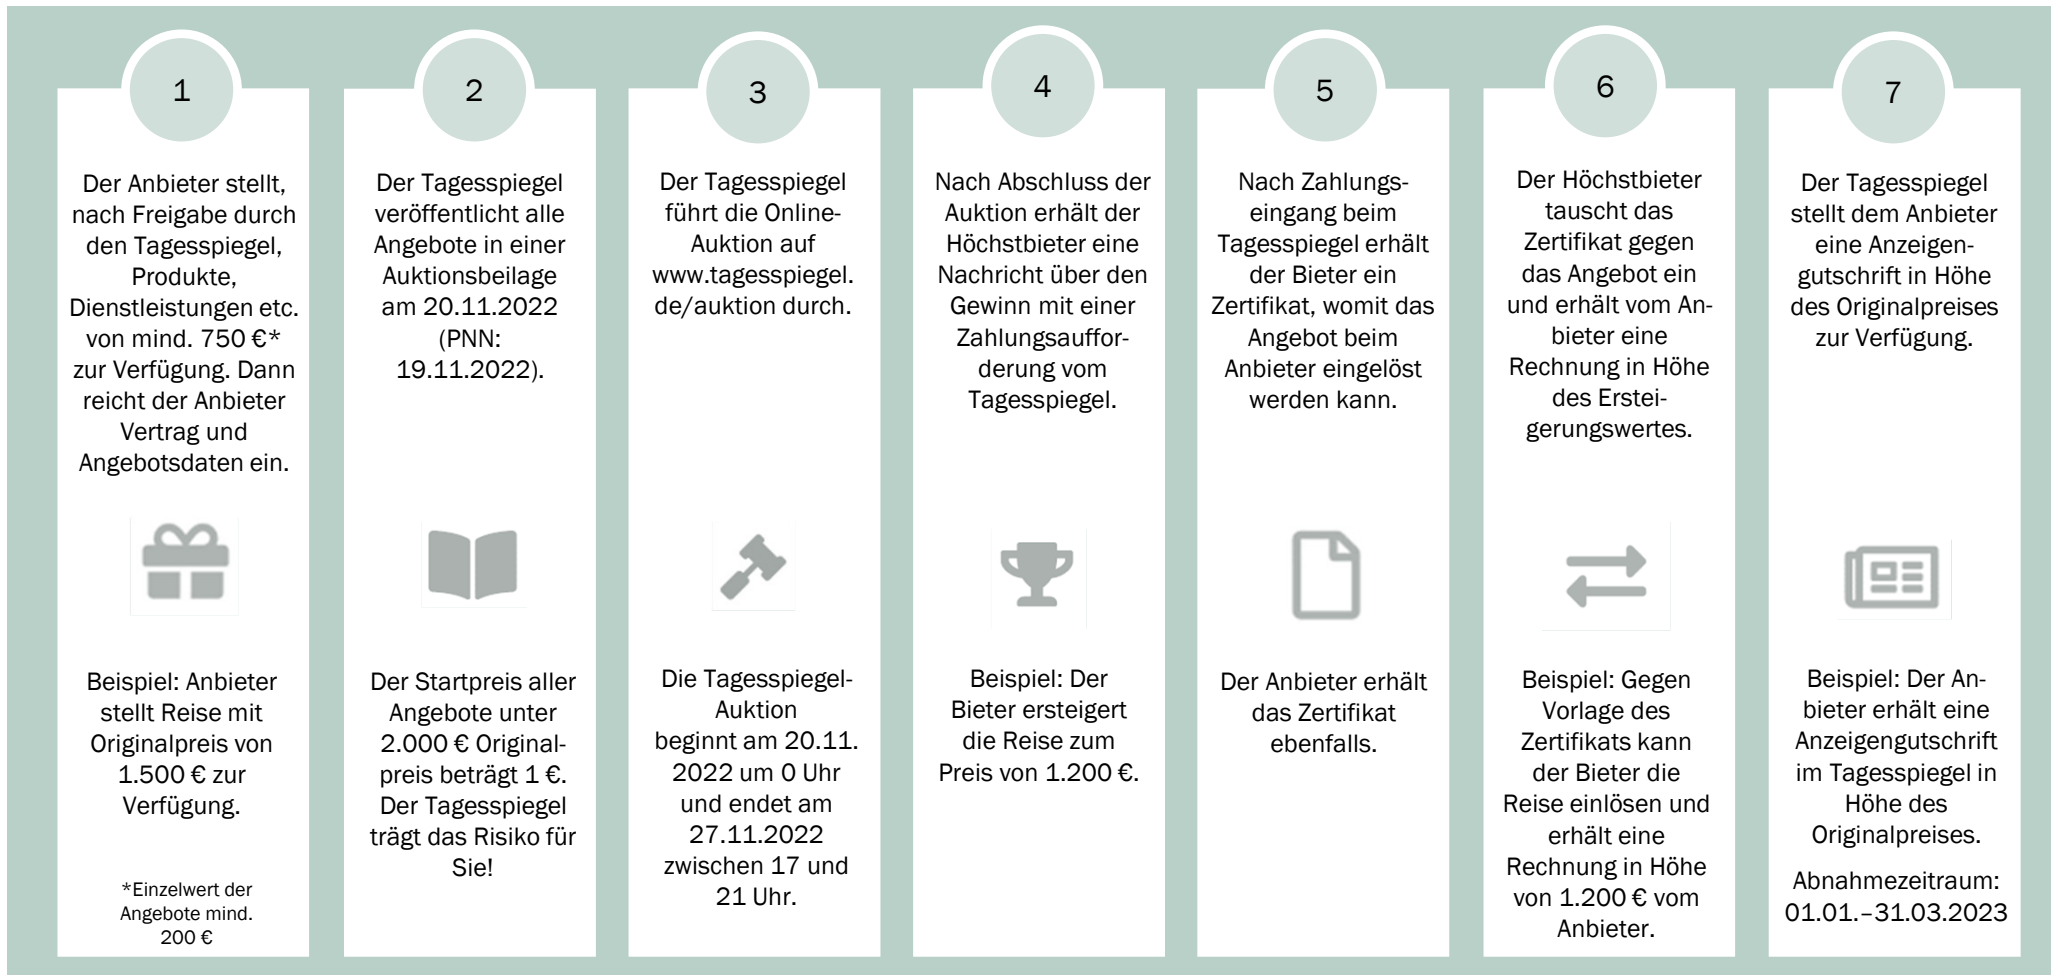 1
Der Anbieter stellt,
nach Freigabe durch
den Tagesspiegel,
Produkte,
Dienstleistungen etc.
von mind. 750 €*
zur Verfügung. Dann
reicht der Anbieter
Vertrag und
Angebotsdaten ein.
Beispiel: Anbieter
stellt Reise mit
Originalpreis von
1.500 € zur
Verfügung.
*Einzelwert der
Angebote mind.
200 €
2
Der Tagesspiegel
veröffentlicht alle
Angebote in einer
Auktionsbeilage
am 20.11.2022
(PNN:
19.11.2022).
Der Startpreis aller
Angebote unter
2.000 € Original-
preis beträgt 1 €.
Der Tagesspiegel
trägt das Risiko für
Sie!
3
Der Tagesspiegel
führt die Online-
Auktion auf
www.tagesspiegel.
de/auktion durch.
Die Tagesspiegel-
Auktion
beginnt am 20.11.
2022 um 0 Uhr
und endet am
27.11.2022
zwischen 17 und
21 Uhr.
4
Nach Abschluss der
Auktion erhält der
Höchstbieter eine
Nachricht über den
Gewinn mit einer
Zahlungsauffor-
derung vom
Tagesspiegel.
Beispiel: Der
Bieter ersteigert
die Reise zum
Preis von 1.200 €.
5
Nach Zahlungs-
eingang beim
Tagesspiegel erhält
der Bieter ein
Zertifikat, womit das
Angebot beim
Anbieter eingelöst
werden kann.
Der Anbieter erhält
das Zertifikat
ebenfalls.
6
Der Höchstbieter
tauscht das
Zertifikat gegen
das Angebot ein
und erhält vom An-
bieter eine
Rechnung in Höhe
des Erstei-
gerungswertes.
Beispiel: Gegen
Vorlage des
Zertifikats kann
der Bieter die
Reise einlösen und
erhält eine
Rechnung in Höhe
von 1.200 € vom
Anbieter.
7
Der Tagesspiegel
stellt dem Anbieter
eine Anzeigen-
gutschrift in Höhe
des Originalpreises
zur Verfügung.
Beispiel: Der An-
bieter erhält eine
Anzeigengutschrift
im Tagesspiegel in
Höhe des
Originalpreises.
Abnahmezeitraum:
01.01.–31.03.2023